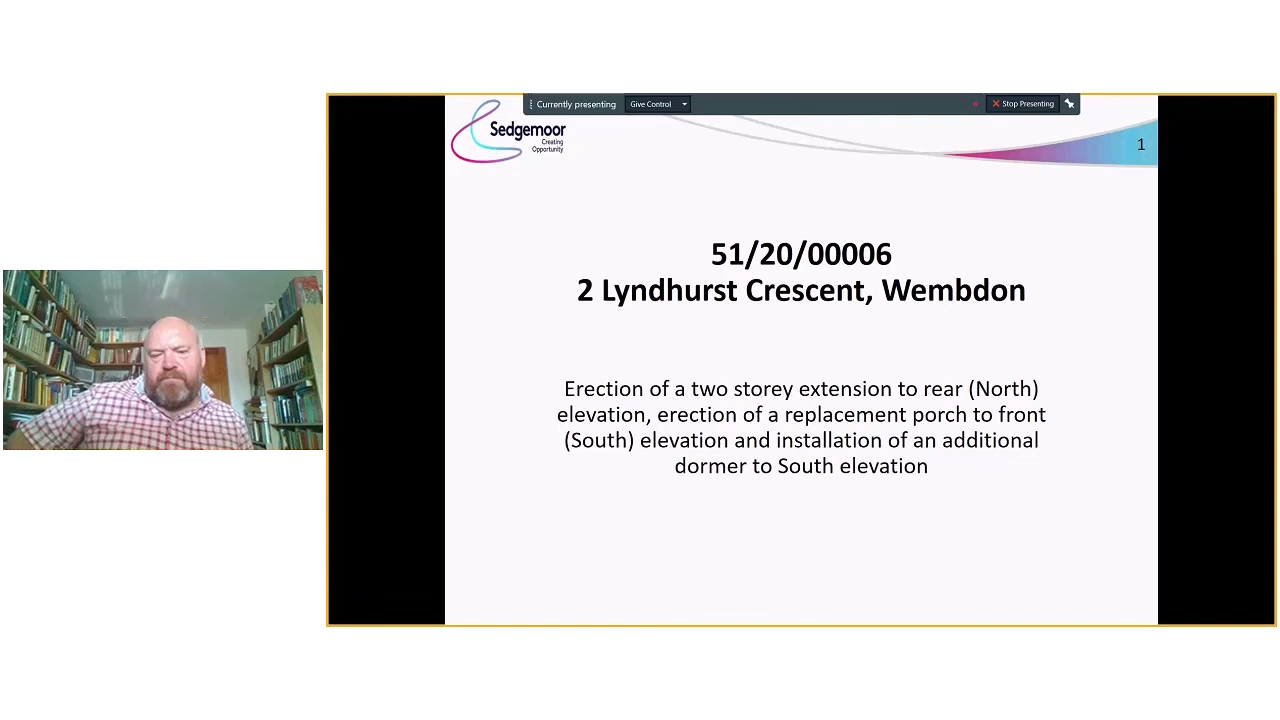 Currently presenting
Give Control
Stop Presenting
Sedgemoor
Creating
Opportunity
1
51/20/00006
2 Lyndhurst Crescent, Wembdon
Erection of a two storey extension to rear (North)
elevation, erection of a replacement porch to front
(South) elevation and installation of an additional
dormer to South elevation